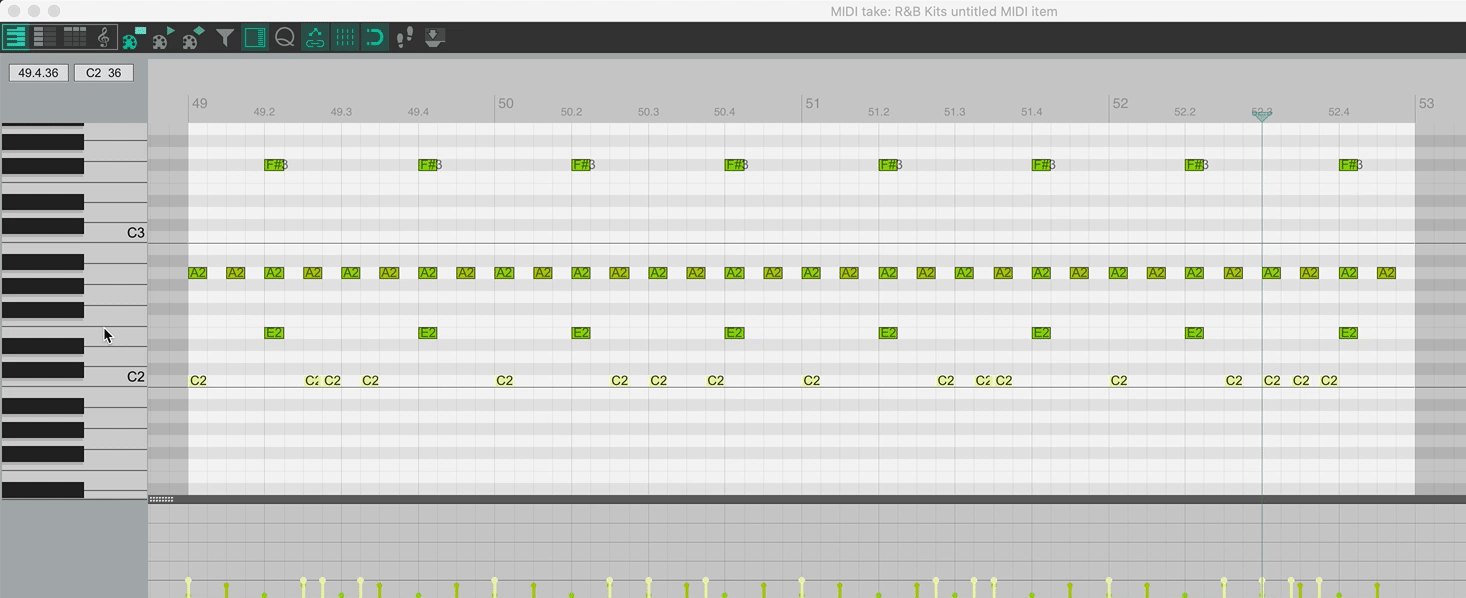 MIDI take: R&B Kits untitled MIDI item
49.4.36 C2 36
49 50 51 52 53
49.2 49.3 49.4 50.2 50.3 50.4 51.2 51.3 51.4 52.2 52.3 52.4
F#3 F#3 F#3 F#3 F#3 F#3 F#3 F#3
C3
A2 A2 A2 A2 A2 A2 A2 A2 A2 A2 A2 A2 A2 A2 A2 A2 A2 A2 A2 A2 A2 A2 A2 A2 A2 A2 A2 A2 A2 A2 A2 A2
E2 E2 E2 E2 E2 E2 E2 E2
C2
C2 C2 C2 C2 C2 C2 C2 C2 C2 C2 C2 C2 C2 C2 C2 C2 C2